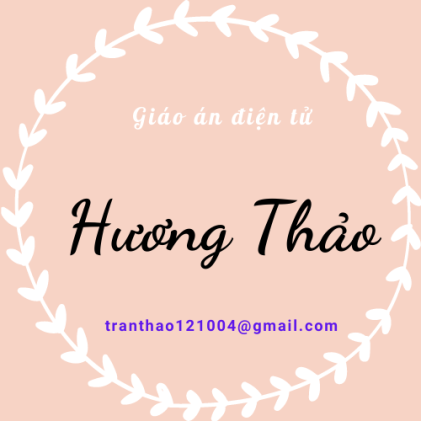 Giáo án điện tử
Hương Thảo
tranthao121004@gmail.com